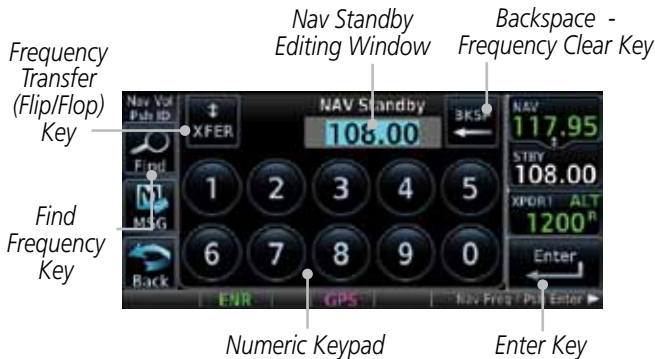 Nav Standby
Editing Window
Backspace -
Frequency Clear Key
Frequency
Transfer
(Flip/Flop)
Key
Nav Vol
Psh ID
XFER
NAV Standby
108.00
BKSP
NAV
117.95
Find
STBY
108.00
1 2 3 4 5
MSG
XPDR1 ALT
1200 R
Find
Frequency
Key
6 7 8 9 0
Enter
Back
ENR GPS Nav Freq Psh Enter
Numeric Keypad
Enter Key